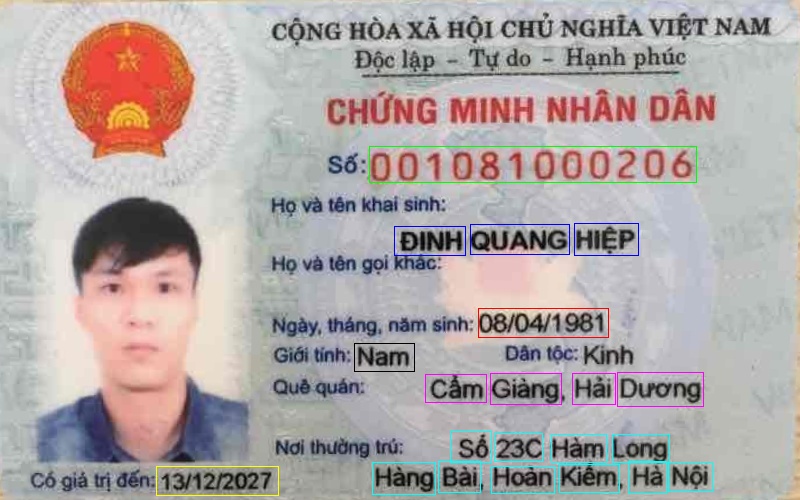 CỘNG HÒA XÃ HỘI CHỦ NGHĨA VIỆT NAM
Độc lập - Tự do - Hạnh phúc
CHỨNG MINH NHÂN DÂN
Số: 001081000206
Họ và tên khai sinh:
ĐINH QUANG HIỆP
Họ và tên gọi khác:
Ngày, tháng, năm sinh: 08/04/1981
Giới tính: Nam Dân tộc: Kinh
Quê quán: Cẩm Giàng, Hải Dương
Nơi thường trú: Số 23C Hàm Long
Hàng Bài, Hoàn Kiếm, Hà Nội
Có giá trị đến: 13/12/2027